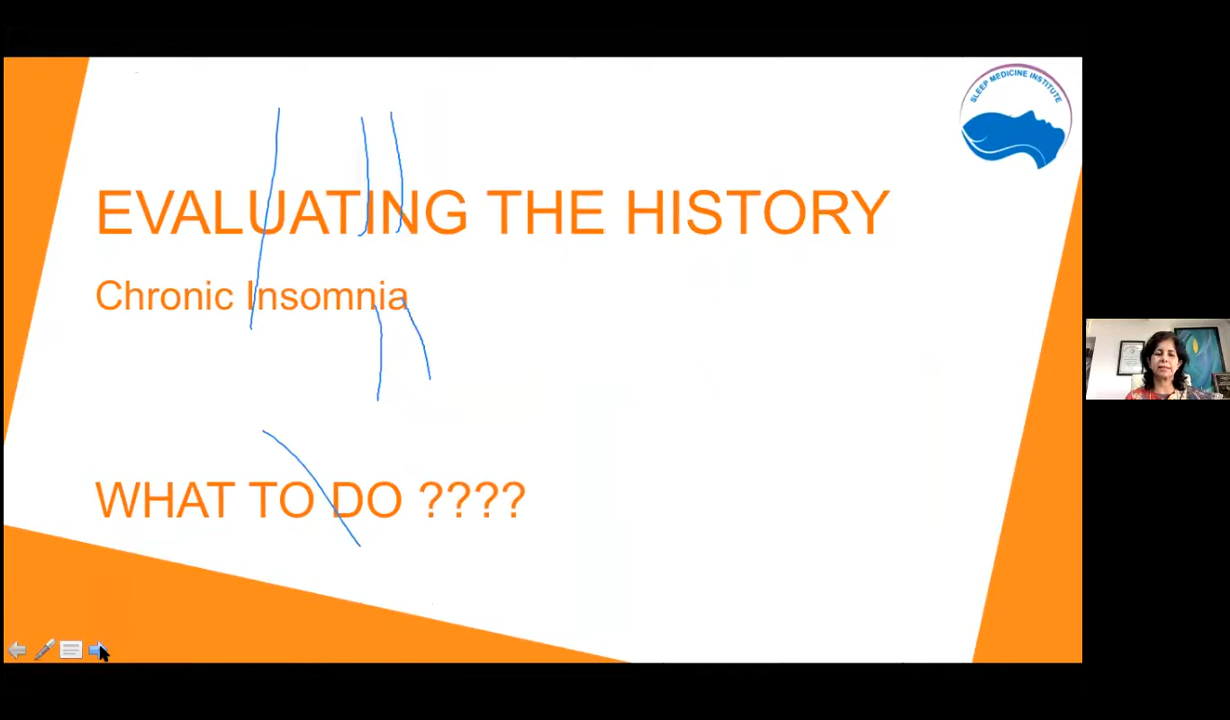 SLEEP MEDICINE INSTITUTE
EVALUATING THE HISTORY
Chronic Insomnia
WHAT TO DO ????